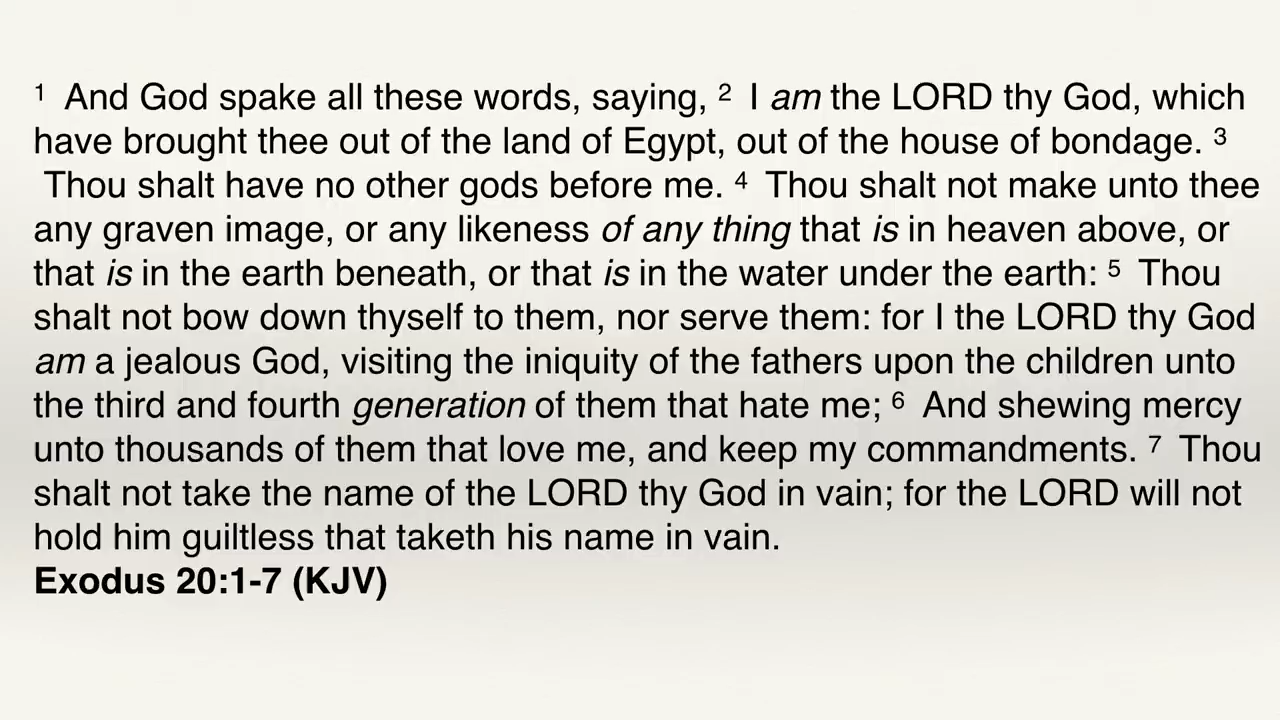 1 And God spake all these words, saying, 2 I am the LORD thy God, which
have brought thee out of the land of Egypt, out of the house of bondage. 3
Thou shalt have no other gods before me. 4 Thou shalt not make unto thee
any graven image, or any likeness of any thing that is in heaven above, or
that is in the earth beneath, or that is in the water under the earth: 5 Thou
shalt not bow down thyself to them, nor serve them: for I the LORD thy God
am a jealous God, visiting the iniquity of the fathers upon the children unto
the third and fourth generation of them that hate me; 6 And shewing mercy
unto thousands of them that love me, and keep my commandments. 7 Thou
shalt not take the name of the LORD thy God in vain; for the LORD will not
hold him guiltless that taketh his name in vain.
Exodus 20:1-7 (KJV)